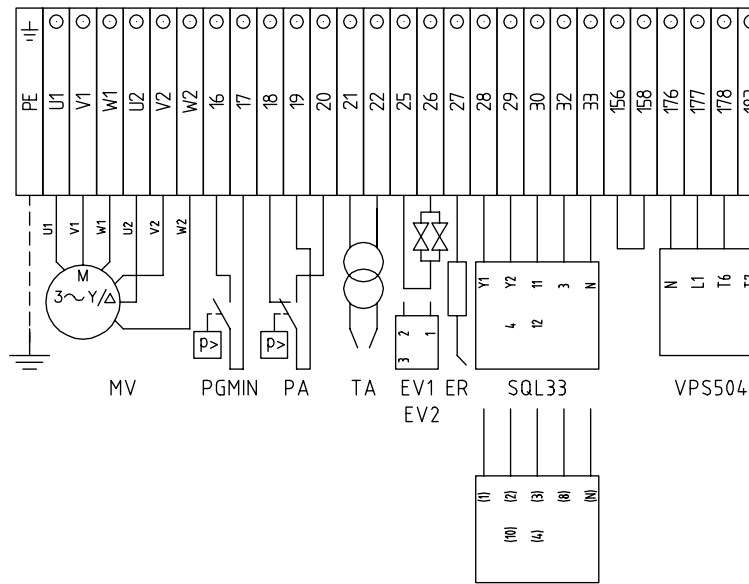 PE U1 V1 W1 U2 V2 W2 16 17 18 19 20 21 22 25 26 27 28 29 30 32 33 156 158 176 177 178
U1 V1 W1 U2 V2 W2
M
3~ Y/Δ
P>
P>
2 1
3
Y1 Y2 11 3 N
4 12
N L1 T6
MV PGMIN PA TA EV1 ER SQL33 VPS504
EV2
(1) (2) (3) (8) (N)
(10) (4)